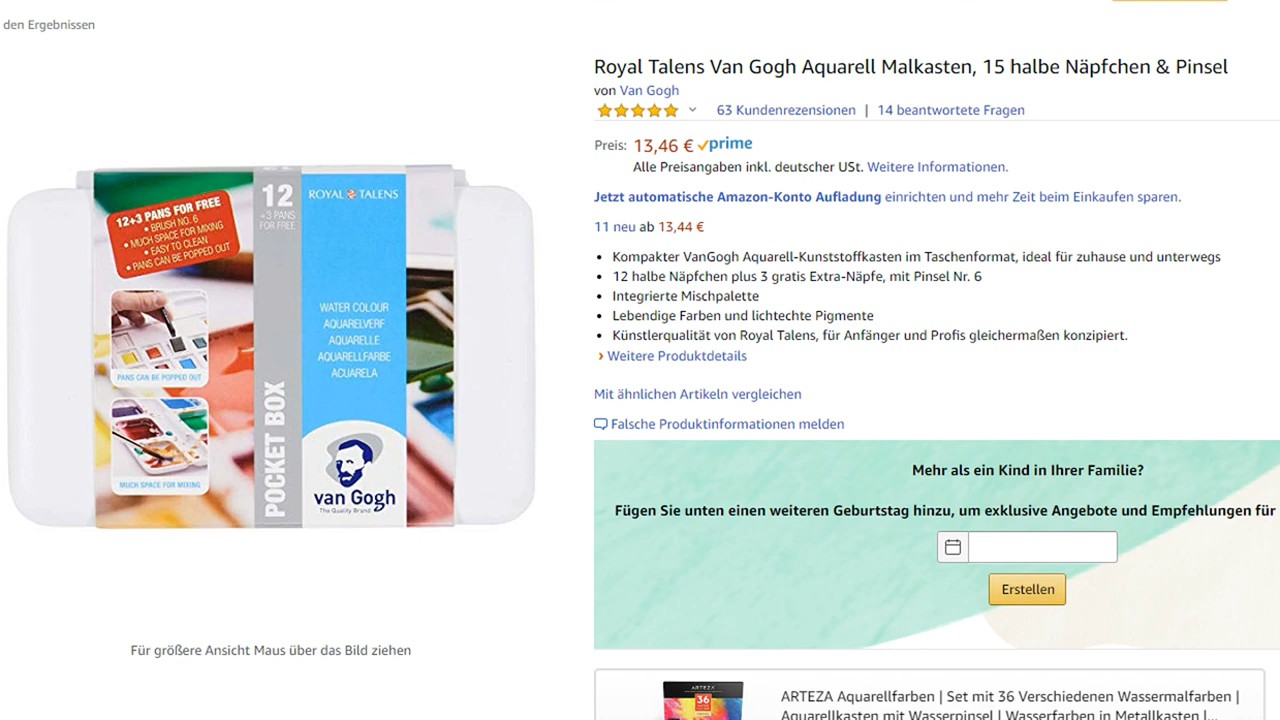 den Ergebnissen
12+3 PANS FOR FREE
• BRUSH NO. 6
• MUCH SPACE FOR MIXING
• EASY TO CLEAN
• PANS CAN BE POPPED OUT
PANS CAN BE POPPED OUT
MUCH SPACE FOR MIXING
12
+3 PANS
FOR FREE
POCKET BOX
ROYAL TALENS
WATER COLOUR
AQUARELVERF
AQUARELLE
AQUARELLFARBE
ACUARELA
van Gogh
The Quality Brand
Für größere Ansicht Maus über das Bild ziehen
Royal Talens Van Gogh Aquarell Malkasten, 15 halbe Näpfchen & Pinsel
von Van Gogh
63 Kundenrezensionen | 14 beantwortete Fragen
Preis: 13,46 € prime
Alle Preisangaben inkl. deutscher USt. Weitere Informationen.
Jetzt automatische Amazon-Konto Aufladung einrichten und mehr Zeit beim Einkaufen sparen.
11 neu ab 13,44 €
• Kompakter VanGogh Aquarell-Kunststoffkasten im Taschenformat, ideal für zuhause und unterwegs
• 12 halbe Näpfchen plus 3 gratis Extra-Näpfe, mit Pinsel Nr. 6
• Integrierte Mischpalette
• Lebendige Farben und lichtechte Pigmente
• Künstlerqualität von Royal Talens, für Anfänger und Profis gleichermaßen konzipiert.
› Weitere Produktdetails
Mit ähnlichen Artikeln vergleichen
Falsche Produktinformationen melden
Mehr als ein Kind in Ihrer Familie?
Fügen Sie unten einen weiteren Geburtstag hinzu, um exklusive Angebote und Empfehlungen für
Erstellen
ARTEZA
36
ARTEZA Aquarellfarben | Set mit 36 Verschiedenen Wassermalfarben |
Aquarellkasten mit Wasserpinsel | Wasserfarben in Metallkasten |...